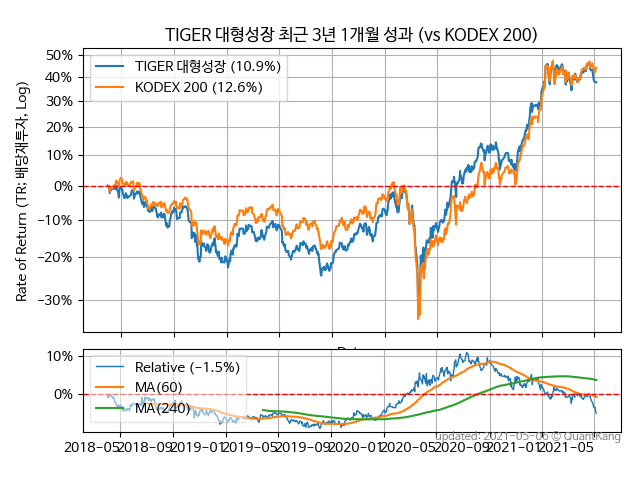 TIGER 대형성장 최근 3년 1개월 성과 (vs KODEX 200)
Rate of Return (TR: 배당재투자, Log)
50%
40%
30%
20%
10%
0%
−10%
−20%
−30%
TIGER 대형성장 (10.9%)
KODEX 200 (12.6%)
10%
0%
Relative (−1.5%)
MA(60)
MA(240)
updated: 2021-05-06 © QuantKang
2018-05 2018-09 2019-01 2019-05 2019-09 2020-01 2020-05 2020-09 2021-01 2021-05